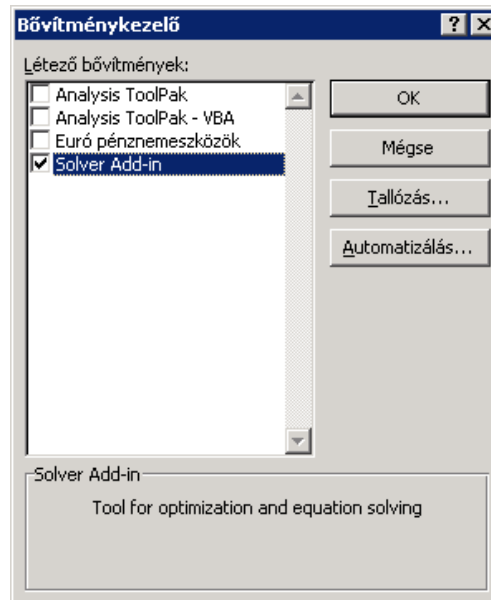 Bővítménykezelő
Létező bővítmények:
Analysis ToolPak
Analysis ToolPak - VBA
Euró pénznemeszközök
Solver Add-in
OK
Mégse
Tallózás...
Automatizálás...
Solver Add-in
Tool for optimization and equation solving